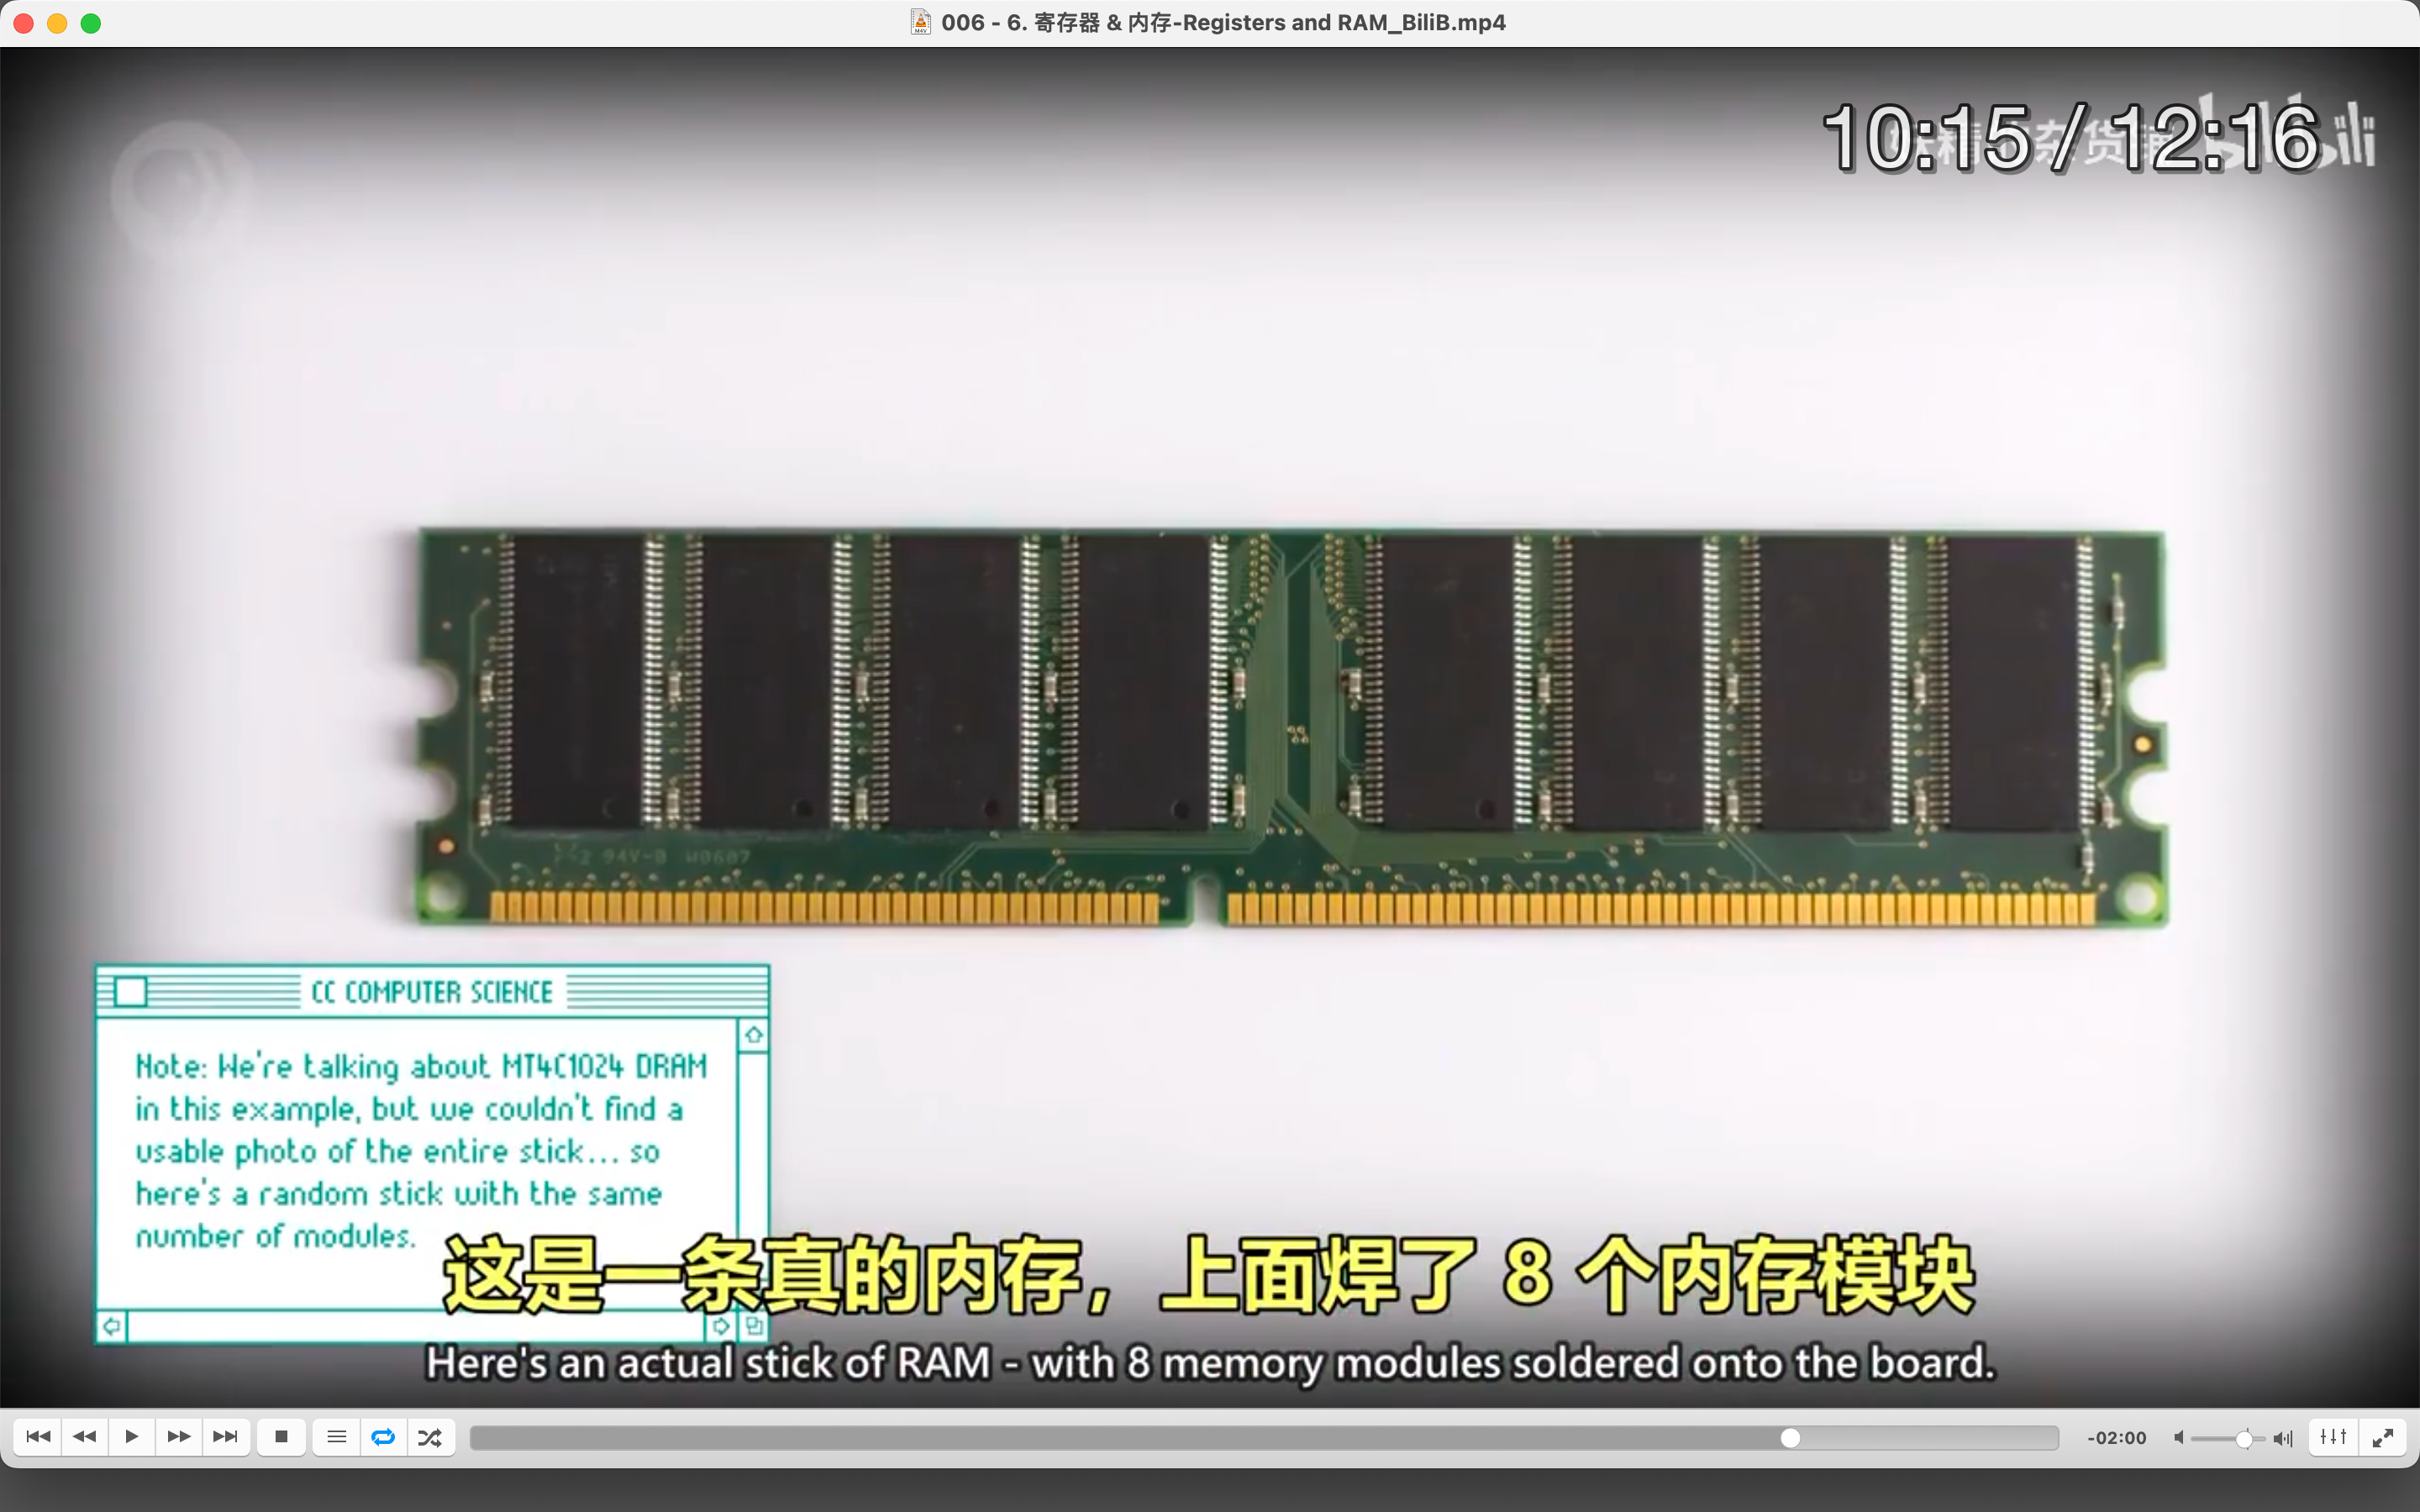 006 - 6. 寄存器 & 内存-Registers and RAM_BiliB.mp4
10:15 / 12:16
94V-0 W0607
CC COMPUTER SCIENCE
Note: We're talking about MT4C1024 DRAM
in this example, but we couldn't find a
usable photo of the entire stick... so
here's a random stick with the same
number of modules.
这是一条真的内存，上面焊了 8 个内存模块
Here's an actual stick of RAM - with 8 memory modules soldered onto the board.
-02:00